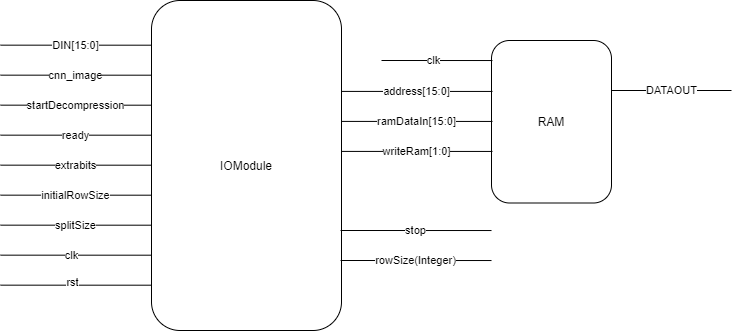 DIN[15:0]
cnn_image
startDecompression
ready
extrabits
initialRowSize
splitSize
clk
rst
IOModule
clk
address[15:0]
ramDataIn[15:0]
writeRam[1:0]
stop
rowSize(Integer)
RAM
DATAOUT